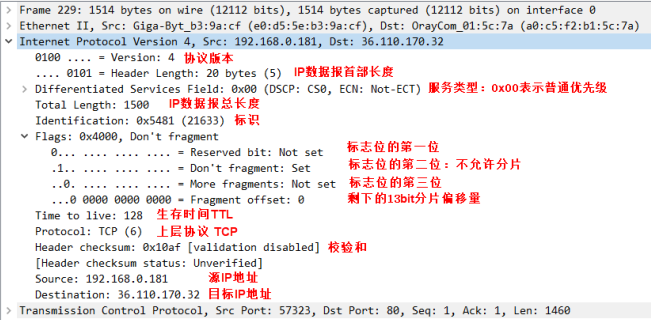 Frame 229: 1514 bytes on wire (12112 bits), 1514 bytes captured (12112 bits) on interface 0
Ethernet II, Src: Giga-Byt_b3:9a:cf (e0:d5:5e:b3:9a:cf), Dst: OrayCom_01:5c:7a (a0:c5:f2:b1:5c:7a)
Internet Protocol Version 4, Src: 192.168.0.181, Dst: 36.110.170.32
0100 .... = Version: 4 协议版本
.... 0101 = Header Length: 20 bytes (5) IP数据报首部长度
Differentiated Services Field: 0x00 (DSCP: CS0, ECN: Not-ECT) 服务类型：0x00表示普通优先级
Total Length: 1500 IP数据报总长度
Identification: 0x5481 (21633) 标识
Flags: 0x4000, Don't fragment
0... .... .... .... = Reserved bit: Not set 标志位的第一位
.1.. .... .... .... = Don't fragment: Set 标志位的第二位：不允许分片
..0. .... .... .... = More fragments: Not set 标志位的第三位
...0 0000 0000 0000 = Fragment offset: 0 剩下的13bit分片偏移量
Time to live: 128 生存时间TTL
Protocol: TCP (6) 上层协议 TCP
Header checksum: 0x10af [validation disabled] 校验和
[Header checksum status: Unverified]
Source: 192.168.0.181 源IP地址
Destination: 36.110.170.32 目标IP地址
Transmission Control Protocol, Src Port: 57323, Dst Port: 80, Seq: 1, Ack: 1, Len: 1460